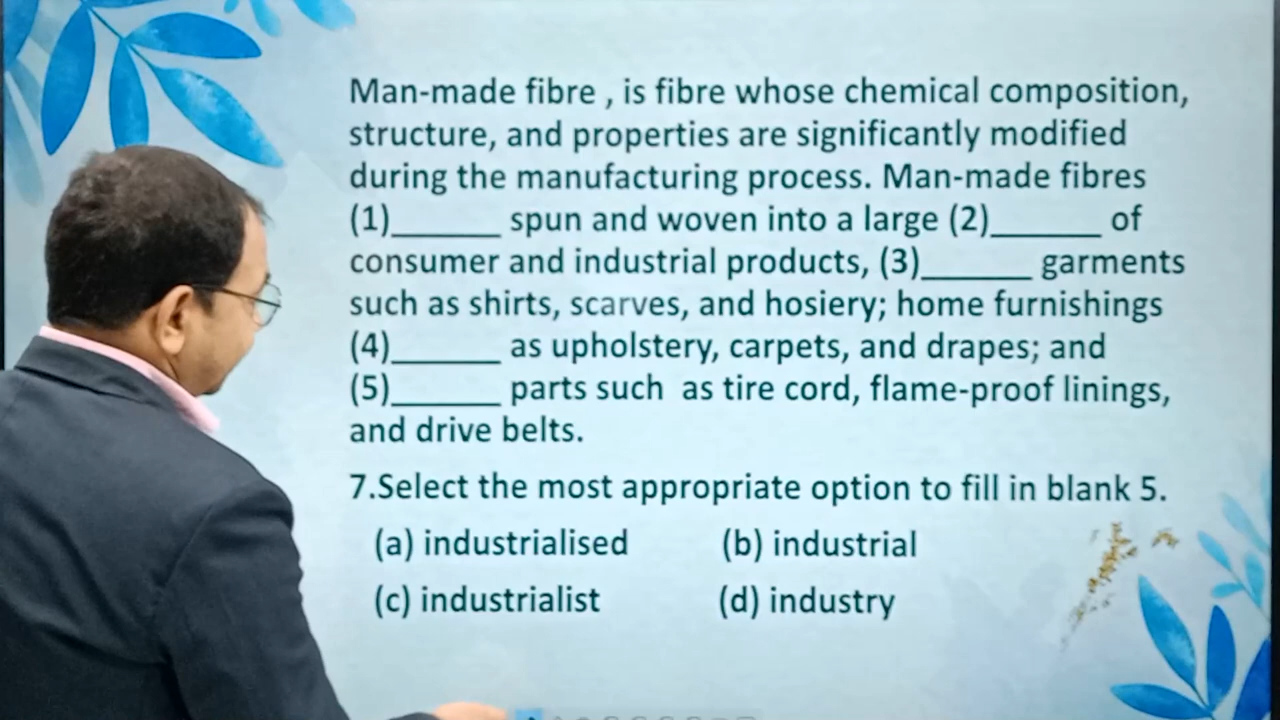 Man-made fibre , is fibre whose chemical composition,
structure, and properties are significantly modified
during the manufacturing process. Man-made fibres
(1)______ spun and woven into a large (2)______ of
consumer and industrial products, (3)______ garments
such as shirts, scarves, and hosiery; home furnishings
(4)______ as upholstery, carpets, and drapes; and
(5)______ parts such as tire cord, flame-proof linings,
and drive belts.
7.Select the most appropriate option to fill in blank 5.
(a) industrialised (b) industrial
(c) industrialist (d) industry